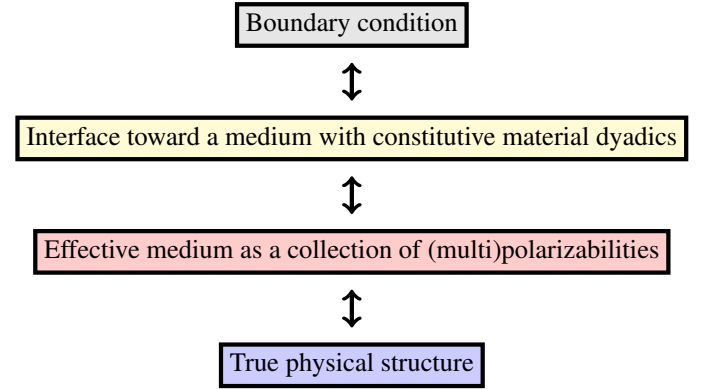 Boundary condition
Interface toward a medium with constitutive material dyadics
Effective medium as a collection of (multi)polarizabilities
True physical structure